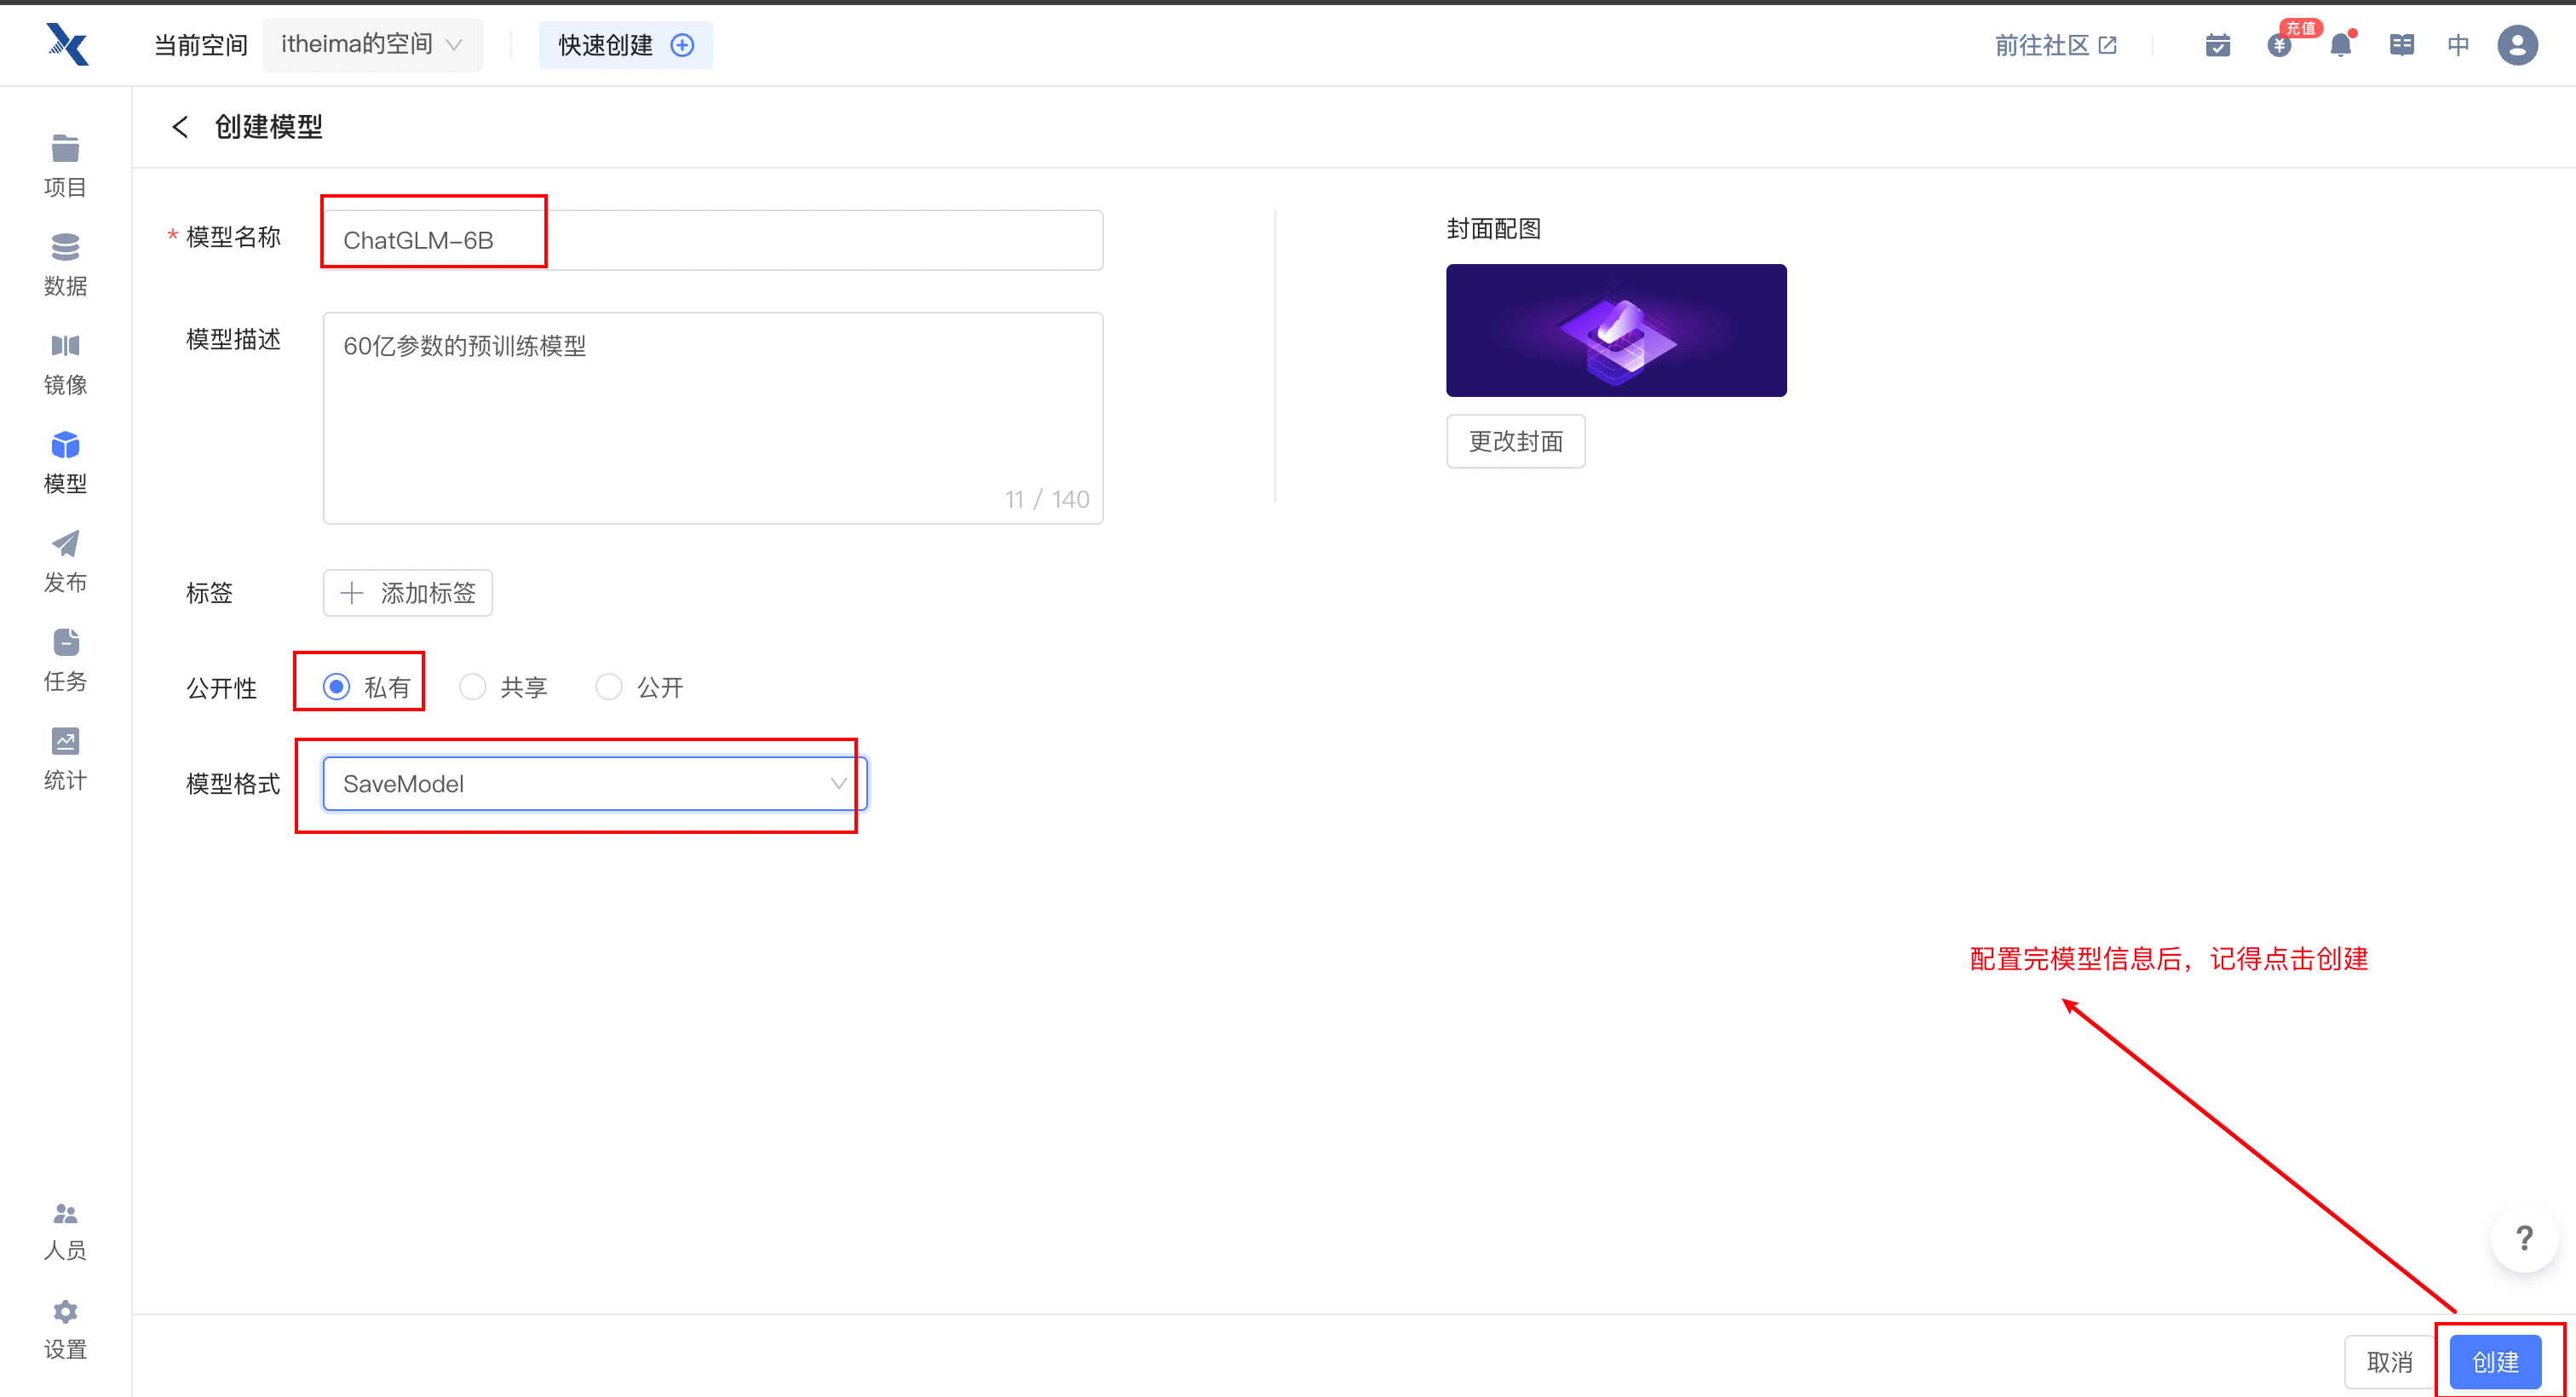 当前空间 itheima的空间 快速创建 前往社区 充值 中
创建模型
项目
数据
镜像
模型
发布
任务
统计
人员
设置
* 模型名称 ChatGLM-6B
模型描述 60亿参数的预训练模型
11 / 140
标签 添加标签
公开性 私有 共享 公开
模型格式 SaveModel
封面配图
更改封面
配置完模型信息后，记得点击创建
?
取消 创建